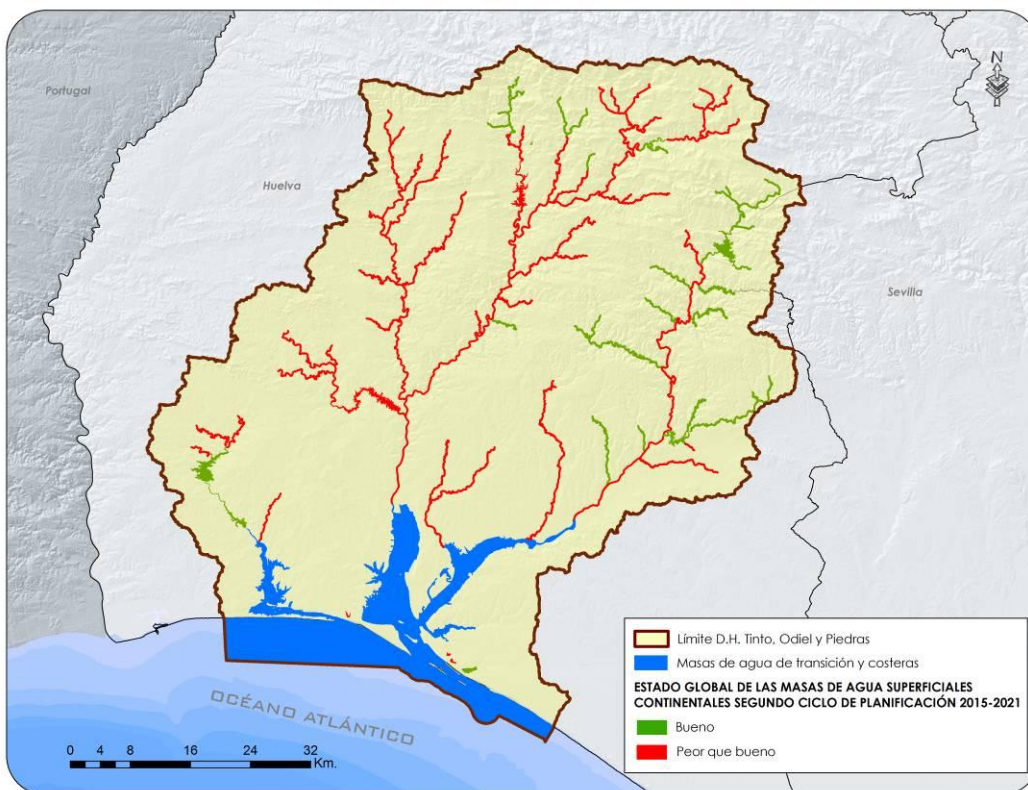 N
Portugal
Huelva
Sevilla
OCÉANO ATLÁNTICO
0 4 8 16 24 32
Km.
Límite D.H. Tinto, Odiel y Piedras
Masas de agua de transición y costeras
ESTADO GLOBAL DE LAS MASAS DE AGUA SUPERFICIALES
CONTINENTALES SEGUNDO CICLO DE PLANIFICACIÓN 2015-2021
Bueno
Peor que bueno